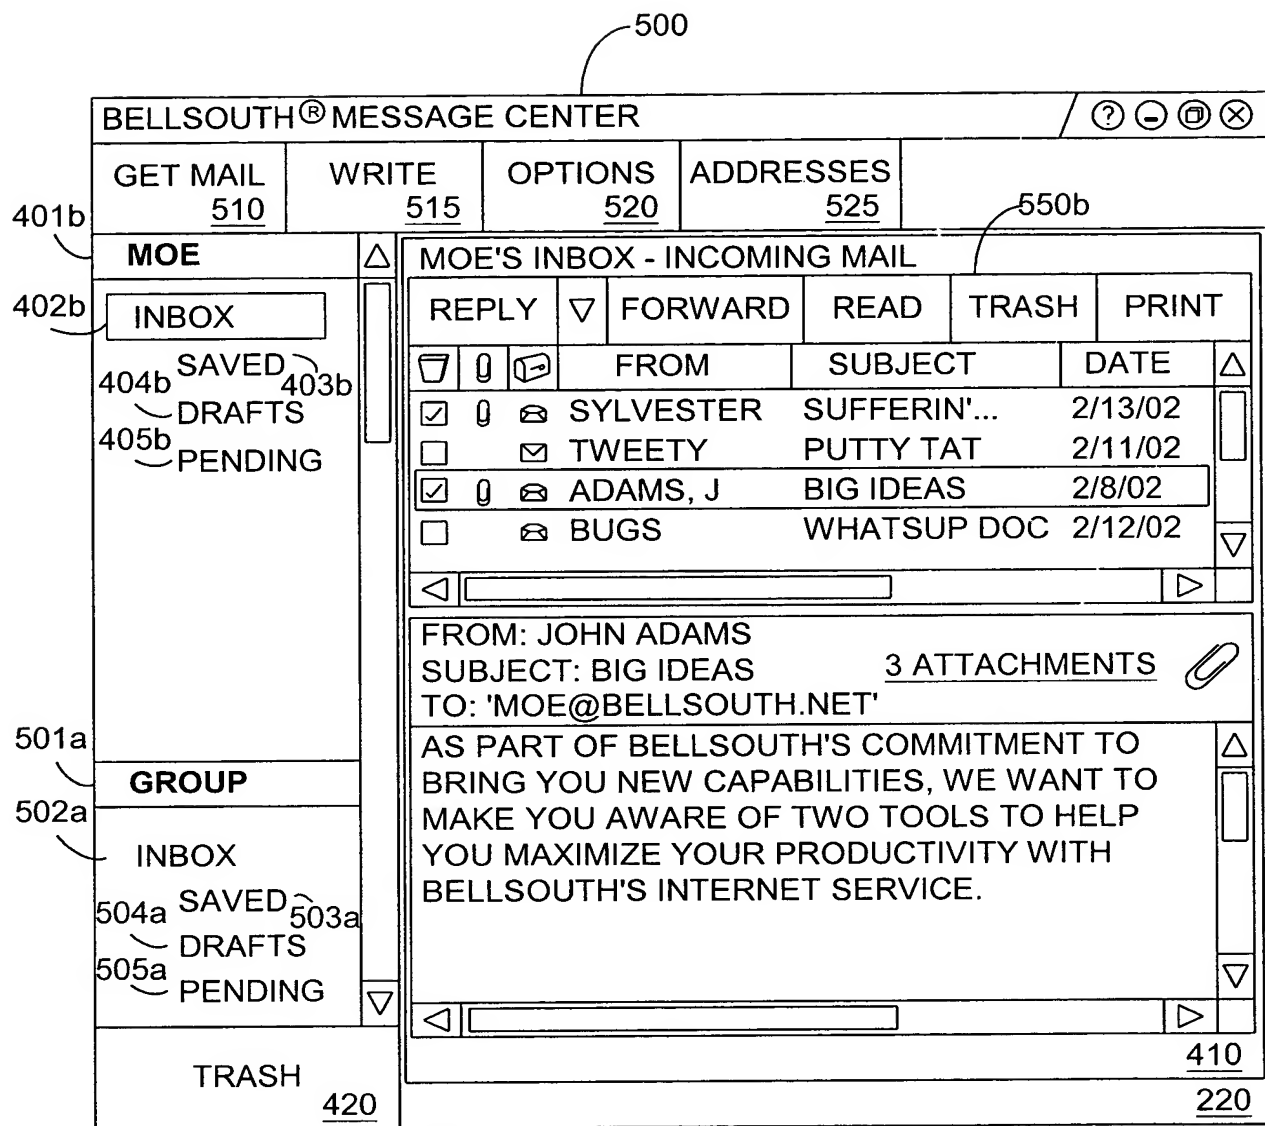 500
BELLSOUTH® MESSAGE CENTER
? 
GET MAIL 510 WRITE 515 OPTIONS 520 ADDRESSES 525
550b
401b
MOE
402b
INBOX
SAVED 403b
404b DRAFTS
405b PENDING
MOE'S INBOX - INCOMING MAIL
REPLY FORWARD READ TRASH PRINT
FROM SUBJECT DATE
SYLVESTER SUFFERIN'... 2/13/02
TWEETY PUTTY TAT 2/11/02
ADAMS, J BIG IDEAS 2/8/02
BUGS WHATSUP DOC 2/12/02
FROM: JOHN ADAMS
SUBJECT: BIG IDEAS
3 ATTACHMENTS
TO: 'MOE@BELLSOUTH.NET'
AS PART OF BELLSOUTH'S COMMITMENT TO
BRING YOU NEW CAPABILITIES, WE WANT TO
MAKE YOU AWARE OF TWO TOOLS TO HELP
YOU MAXIMIZE YOUR PRODUCTIVITY WITH
BELLSOUTH'S INTERNET SERVICE.
501a
GROUP
502a
INBOX
SAVED 503a
504a DRAFTS
505a PENDING
TRASH
420
410
220